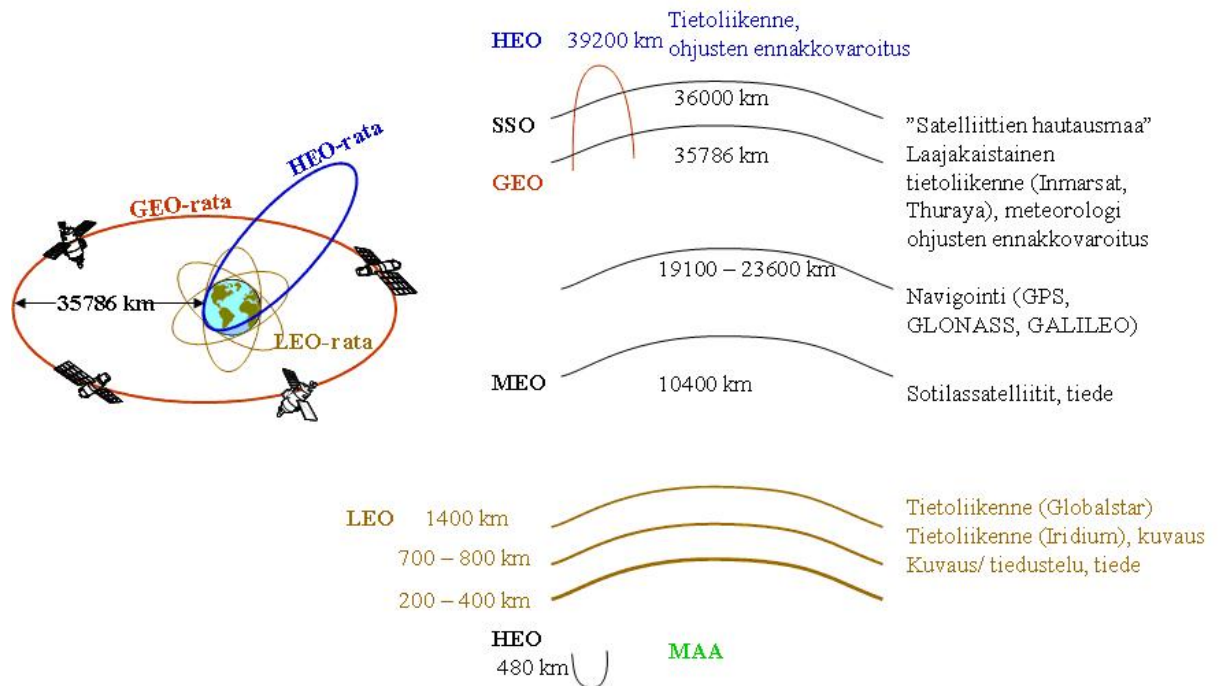 HEO-rata
GEO-rata
35786 km
LEO-rata
HEO 39200 km Tietoliikenne,
ohjusten ennakkovaroitus
36000 km
SSO
"Satelliittien hautausmaa"
35786 km
GEO
Laajakaistainen
tietoliikenne (Inmarsat,
Thuraya), meteorologi
ohjusten ennakkovaroitus
19100 – 23600 km
Navigointi (GPS,
GLONASS, GALILEO)
MEO 10400 km Sotilassatelliitit, tiede
LEO 1400 km Tietoliikenne (Globalstar)
700 – 800 km Tietoliikenne (Iridium), kuvaus
200 – 400 km Kuvaus/ tiedustelu, tiede
HEO
480 km
MAA